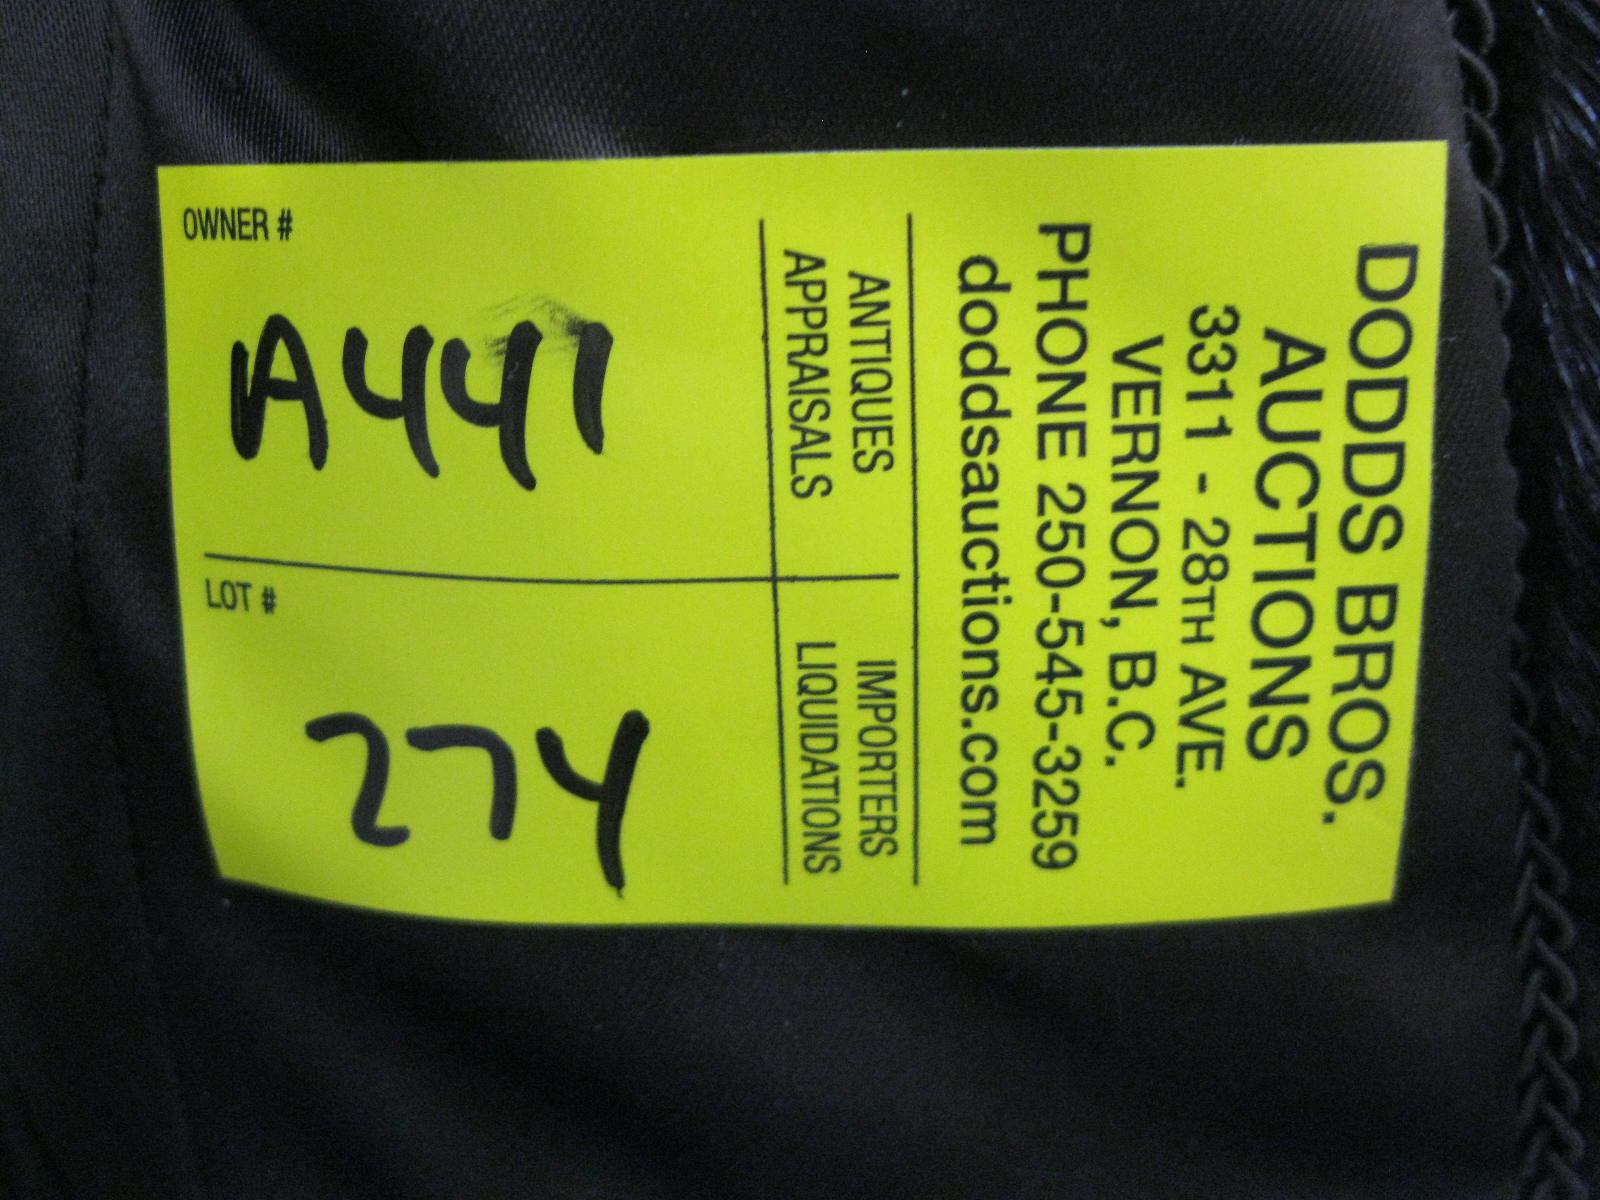 DODDS BROS.
AUCTIONS
3311 - 28TH AVE.
VERNON, B.C.
PHONE 250-545-3259
doddsauctions.com
ANTIQUES
APPRAISALS
IMPORTERS
LIQUIDATIONS
OWNER #
A441
LOT #
274